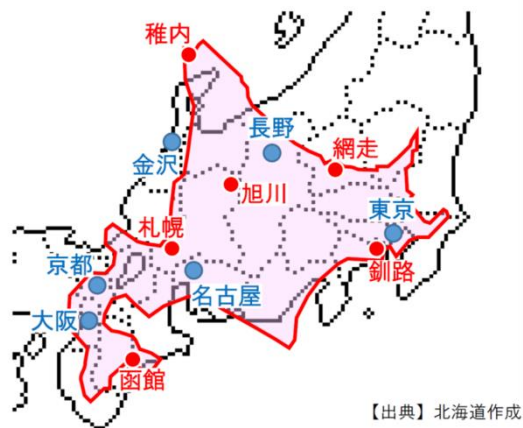 稚内
長野
網走
金沢
旭川
東京
札幌
釧路
京都
名古屋
大阪
函館
【出典】北海道作成